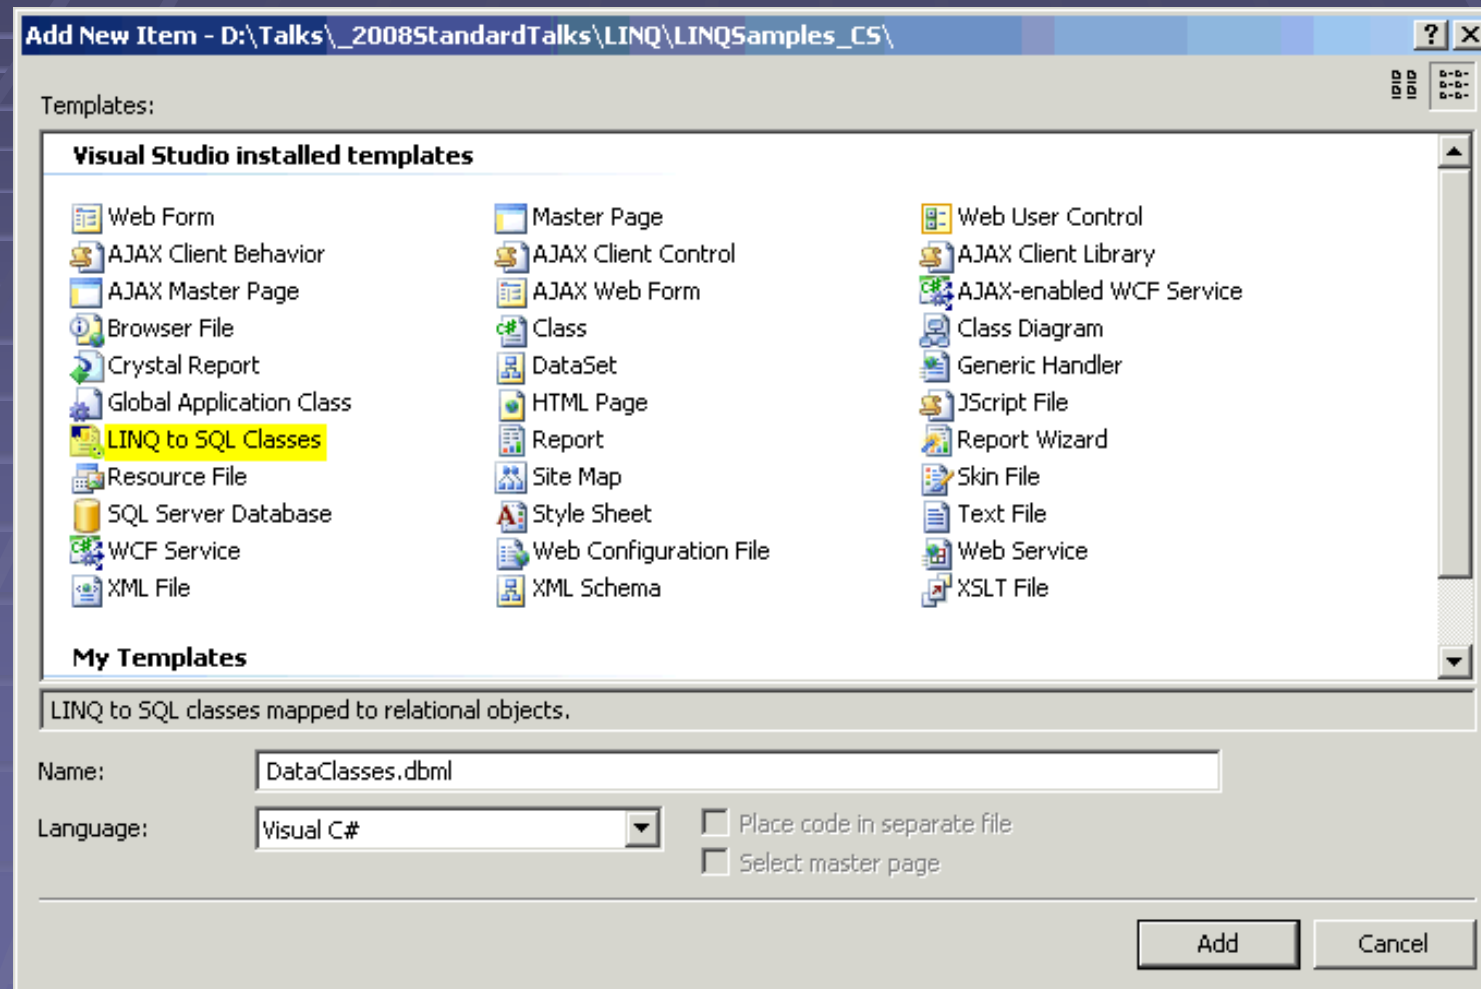 Add New Item - D:\Talks\_2008StandardTalks\LINQ\LINQSamples_CS\
Templates:
Visual Studio installed templates
Web Form Master Page Web User Control
AJAX Client Behavior AJAX Client Control AJAX Client Library
AJAX Master Page AJAX Web Form AJAX-enabled WCF Service
Browser File Class Class Diagram
Crystal Report DataSet Generic Handler
Global Application Class HTML Page JScript File
LINQ to SQL Classes Report Report Wizard
Resource File Site Map Skin File
SQL Server Database Style Sheet Text File
WCF Service Web Configuration File Web Service
XML File XML Schema XSLT File
My Templates
LINQ to SQL classes mapped to relational objects.
Name: DataClasses.dbml
Language: Visual C# Place code in separate file
Select master page
Add Cancel